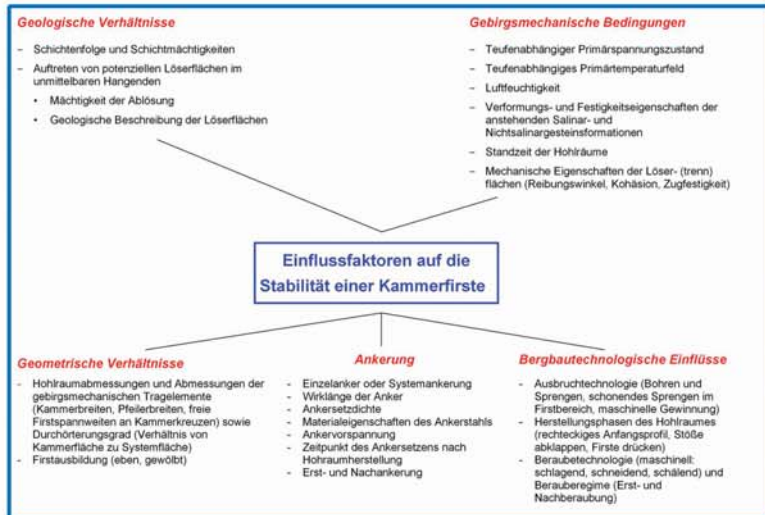 Geologische Verhältnisse
– Schichtenfolge und Schichtmächtigkeiten
– Auftreten von potenziellen Löserflächen im
unmittelbaren Hangenden
• Mächtigkeit der Ablösung
• Geologische Beschreibung der Löserflächen
Gebirgsmechanische Bedingungen
– Teufenabhängiger Primärspannungszustand
– Teufenabhängiges Primärtemperaturfeld
– Luftfeuchtigkeit
– Verformungs- und Festigkeitseigenschaften der
anstehenden Salinar- und
Nichtsalinargesteinsformationen
– Standzeit der Hohlräume
– Mechanische Eigenschaften der Löser- (trenn)
flächen (Reibungswinkel, Kohäsion, Zugfestigkeit)
Einflussfaktoren auf die
Stabilität einer Kammerfirste
Geometrische Verhältnisse
- Hohlraumabmessungen und Abmessungen der
gebirgsmechanischen Tragelemente
(Kammerbreiten, Pfeilerbreiten, freie
Firstspannweiten an Kammerkreuzen) sowie
Durchörterungsgrad (Verhältnis von
Kammerfläche zu Systemfläche)
- Firstausbildung (eben, gewölbt)
Ankerung
- Einzelanker oder Systemankerung
- Wirklänge der Anker
- Ankersetzdichte
- Materialeigenschaften des Ankerstahls
- Ankervorspannung
- Zeitpunkt des Ankersetzens nach
Hohraumherstellung
- Erst- und Nachankerung
Bergbautechnologische Einflüsse
- Ausbruchtechnologie (Bohren und
Sprengen, schonendes Sprengen im
Firstbereich, maschinelle Gewinnung)
- Herstellungsphasen des Hohlraumes
(rechteckiges Anfangsprofil, Stöße
abklappen, Firste drücken)
- Beraubetechnologie (maschinell:
schlagend, schneidend, schälend) und
Berauberegime (Erst- und
Nachberaubung)